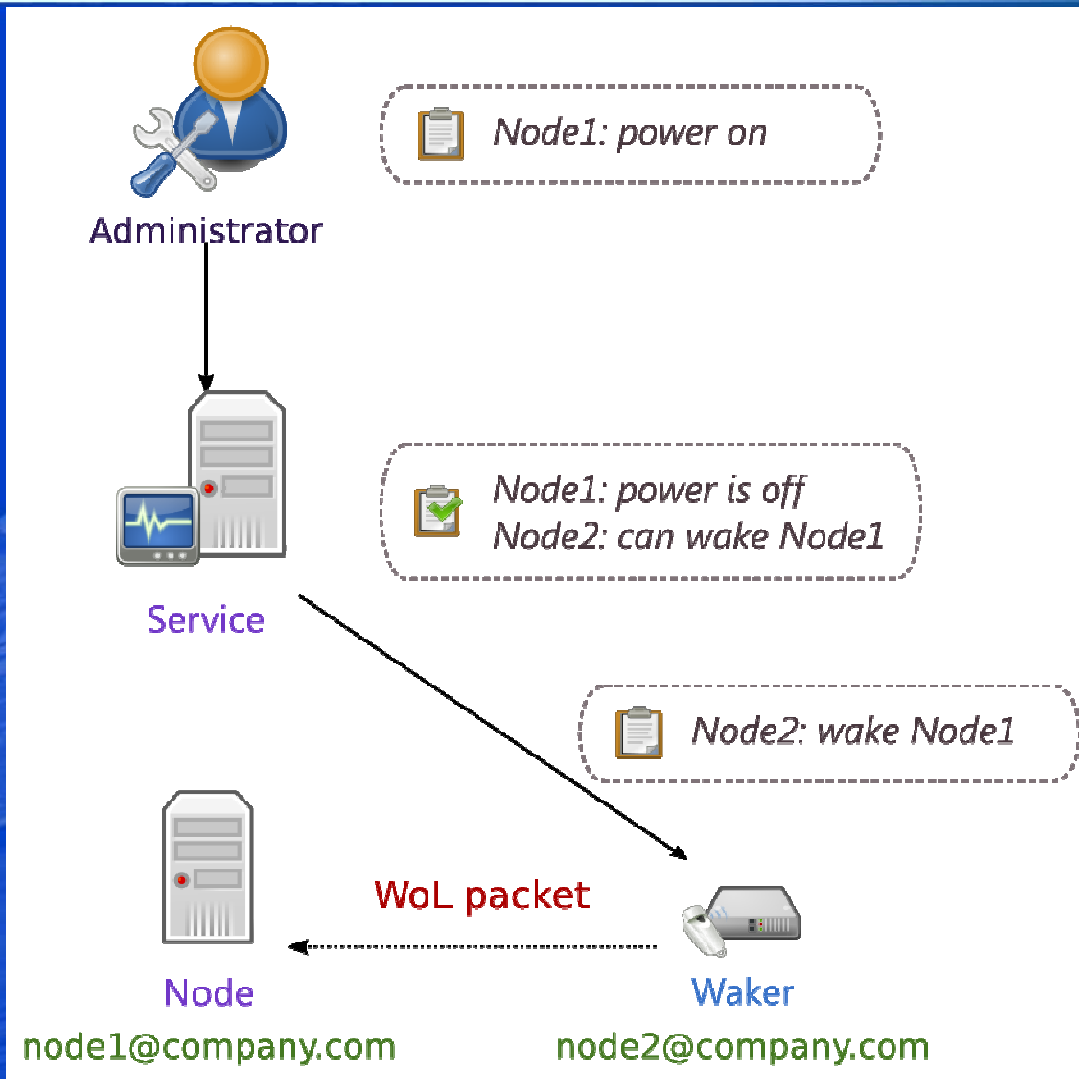 Node1: power on
Administrator
Node1: power is off
Node2: can wake Node1
Service
Node2: wake Node1
WoL packet
Node
Waker
node1@company.com
node2@company.com